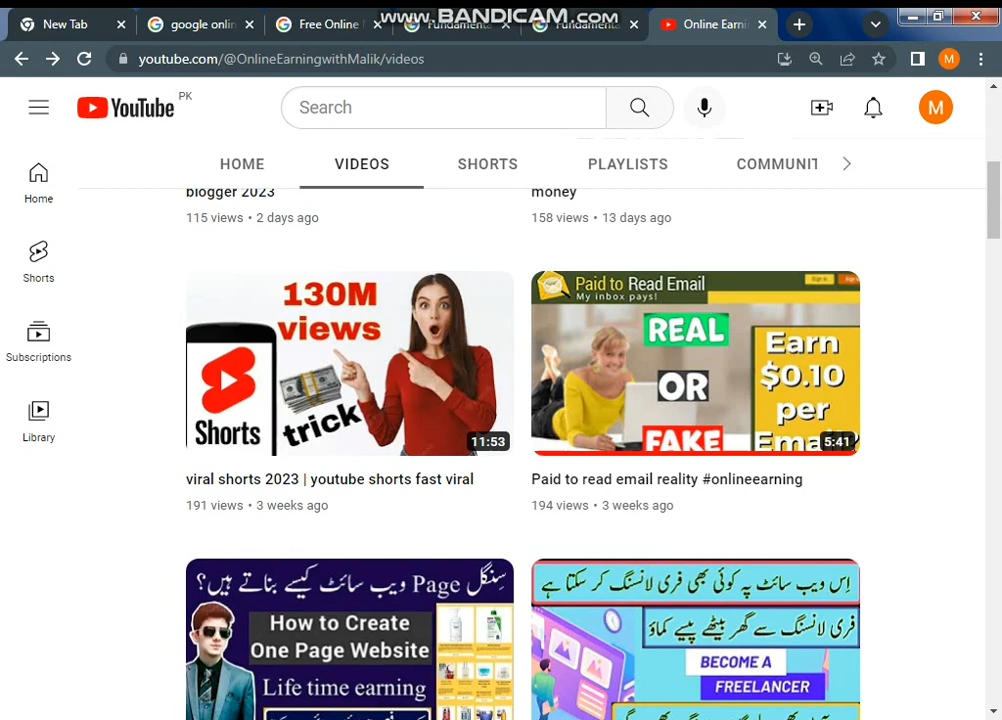 www.BANDICAM.com
New Tab
google onlin
Free Online
Fundamenta
Fundamenta
Online Earni
youtube.com/@OnlineEarningwithMalik/videos
M
YouTube PK
Search
M
HOME
VIDEOS
SHORTS
PLAYLISTS
COMMUNIT
Home
Shorts
Subscriptions
Library
blogger 2023
115 views • 2 days ago
money
158 views • 13 days ago
130M
views
Shorts
trick
11:53
viral shorts 2023 | youtube shorts fast viral
191 views • 3 weeks ago
Paid to Read Email
My inbox pays!
REAL
OR
FAKE
Earn
$0.10
per
Email
5:41
Paid to read email reality #onlineearning
194 views • 3 weeks ago
سِنگل Page ویب سائٹ کیسے بناتے ہیں؟
How to Create
One Page Website
Life time earning
اِس ویب سائٹ پہ کوئی بھی فری لانسنگ کر سکتا ہے
فری لانسنگ سے گھر بیٹھے پیسے کماؤ
BECOME A
FREELANCER